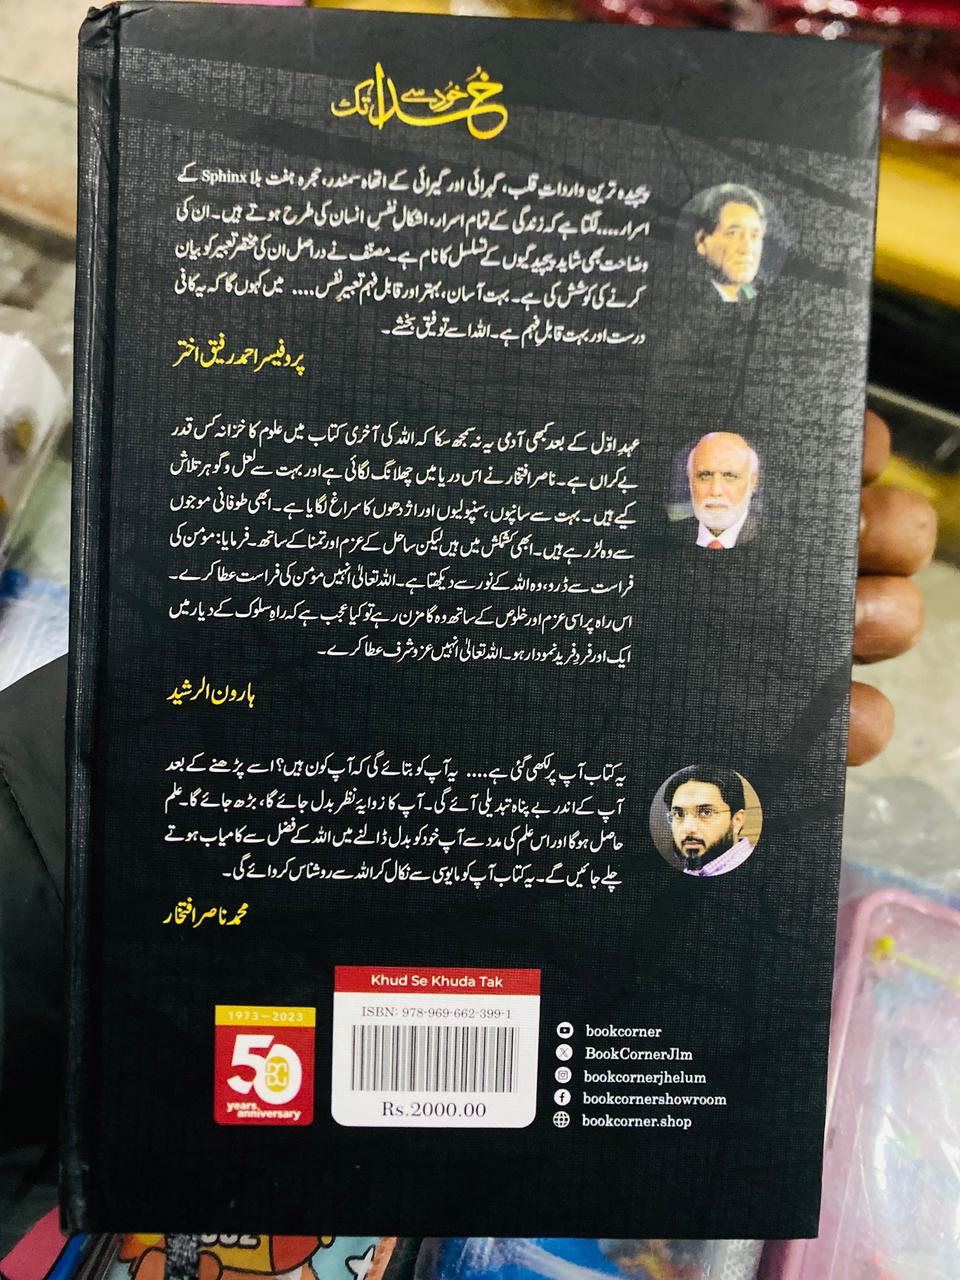 خود سے خدا تک
پیچیدہ ترین وارداتِ قلب، گہرائی اور گیرائی کے اتھاہ سمندر، حجرہ ہفت بلا Sphinx کے
اسرار.... لگتا ہے کہ زندگی کے تمام اسرار، اشکالِ نفسِ انسان کی طرح ہوتے ہیں۔ ان کی
وضاحت بھی شاید پیچیدگیوں کے تسلسل کا نام ہے۔ مصنف نے دراصل ان کی مختصر تعبیر کو بیان
کرنے کی کوشش کی ہے۔ بہت آسان، بہتر اور قابلِ فہم تعبیرِ نفس.... میں کہوں گا کہ یہ کافی
درست اور بہت قابلِ فہم ہے۔ اللہ اسے توفیق بخشے۔
پروفیسر احمد رفیق اختر
عہدِ اوّل کے بعد کبھی آدمی یہ نہ سمجھ سکا کہ اللہ کی آخری کتاب میں علوم کا خزانہ کس قدر
بے کراں ہے۔ ناصر افتخار نے اس دریا میں چھلانگ لگائی ہے اور بہت سے لعل و گوہر تلاش
کیے ہیں۔ بہت سے سانپوں، سنپولیوں اور اژدھوں کا سراغ لگایا ہے۔ ابھی طوفانی موجوں
سے وہ لڑ رہے ہیں۔ ابھی کشمکش میں ہیں لیکن ساحل کے عزم اور تمنا کے ساتھ۔ فرمایا: مومن کی
فراست سے ڈرو، وہ اللہ کے نور سے دیکھتا ہے۔ اللہ تعالیٰ انہیں مومن کی فراست عطا کرے۔
اس راہ پر اسی عزم اور خلوص کے ساتھ وہ گامزن رہے تو کیا عجب ہے کہ راہِ سلوک کے دیار میں
ایک اور فردِ فرید نمودار ہو۔ اللہ تعالیٰ انہیں عز و شرف عطا کرے۔
ہارون الرشید
یہ کتاب آپ پر لکھی گئی ہے.... یہ آپ کو بتائے گی کہ آپ کون ہیں؟ اسے پڑھنے کے بعد
آپ کے اندر بے پناہ تبدیلی آئے گی۔ آپ کا زوایۂ نظر بدل جائے گا، بڑھ جائے گا۔ علم
حاصل ہوگا اور اس علم کی مدد سے آپ خود کو بدل ڈالنے میں اللہ کے فضل سے کامیاب ہوتے
چلے جائیں گے۔ یہ کتاب آپ کو مایوسی سے نکال کر اللہ سے روشناس کروائے گی۔
محمد ناصر افتخار
1973–2023
50
BC
years
anniversary
Khud Se Khuda Tak
ISBN: 978-969-662-399-1
Rs.2000.00
bookcorner
BookCornerJlm
bookcornerjhelum
bookcornershowroom
bookcorner.shop